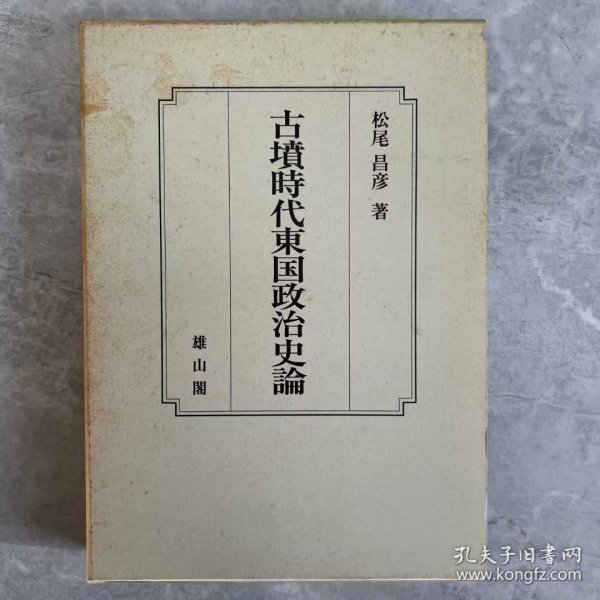 松尾 昌彦 著
古墳時代東国政治史論
雄山閣
孔夫子旧書网
www.kongfz.com